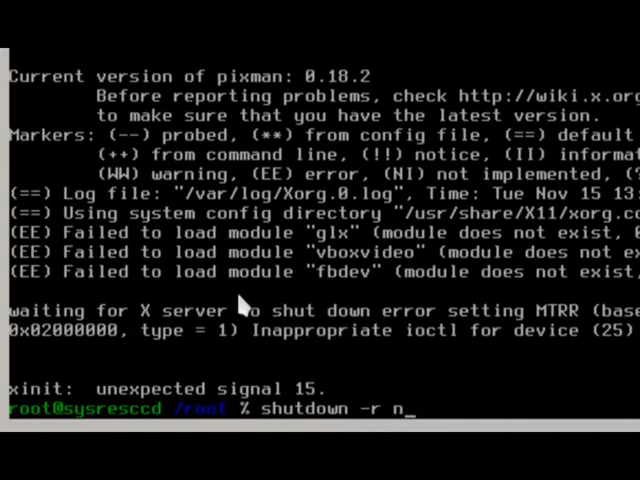 Current version of pixman: 0.18.2
Before reporting problems, check http://wiki.x.org
to make sure that you have the latest version.
Markers: (--) probed, (**) from config file, (==) default
(++) from command line, (!!) notice, (II) informat
(WW) warning, (EE) error, (NI) not implemented, (?
(==) Log file: "/var/log/Xorg.0.log", Time: Tue Nov 15 13:
(==) Using system config directory "/usr/share/X11/xorg.co
(EE) Failed to load module "glx" (module does not exist, 0
(EE) Failed to load module "vboxvideo" (module does not ex
(EE) Failed to load module "fbdev" (module does not exist,
waiting for X server to shut down error setting MTRR (base
0x02000000, type = 1) Inappropriate ioctl for device (25)
xinit: unexpected signal 15.
root@sysresccd /root % shutdown -r n_